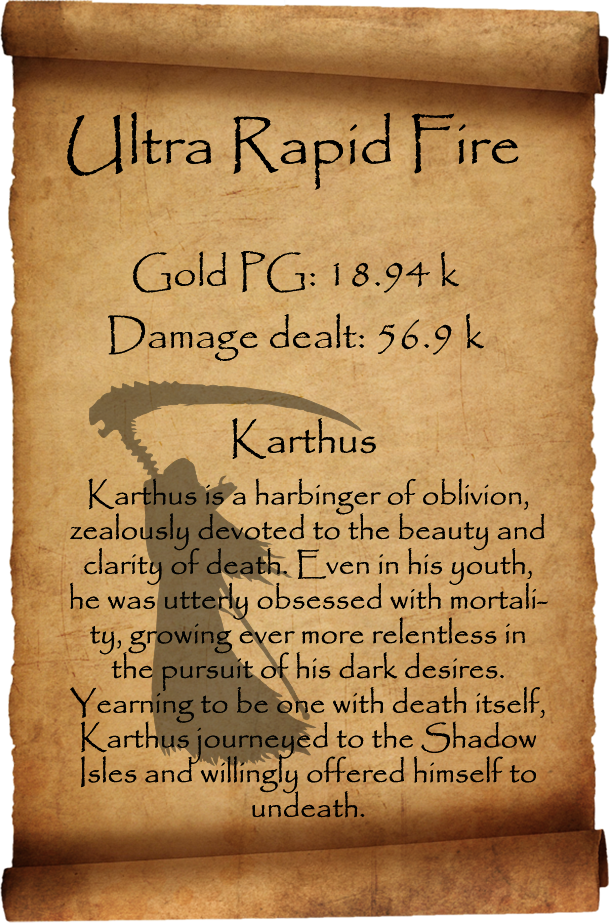 Ultra Rapid Fire
Gold PG: 18.94 k
Damage dealt: 56.9 k
Karthus
Karthus is a harbinger of oblivion,
zealously devoted to the beauty and
clarity of death. Even in his youth,
he was utterly obsessed with mortali-
ty, growing ever more relentless in
the pursuit of his dark desires.
Yearning to be one with death itself,
Karthus journeyed to the Shadow
Isles and willingly offered himself to
undeath.